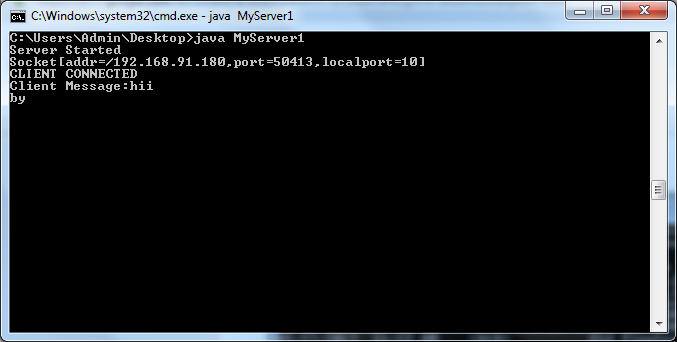 C:\Windows\system32\cmd.exe - java  MyServer1
C:\Users\Admin\Desktop>java MyServer1
Server Started
Socket[addr=/192.168.91.180,port=50413,localport=10]
CLIENT CONNECTED
Client Message:hii
by